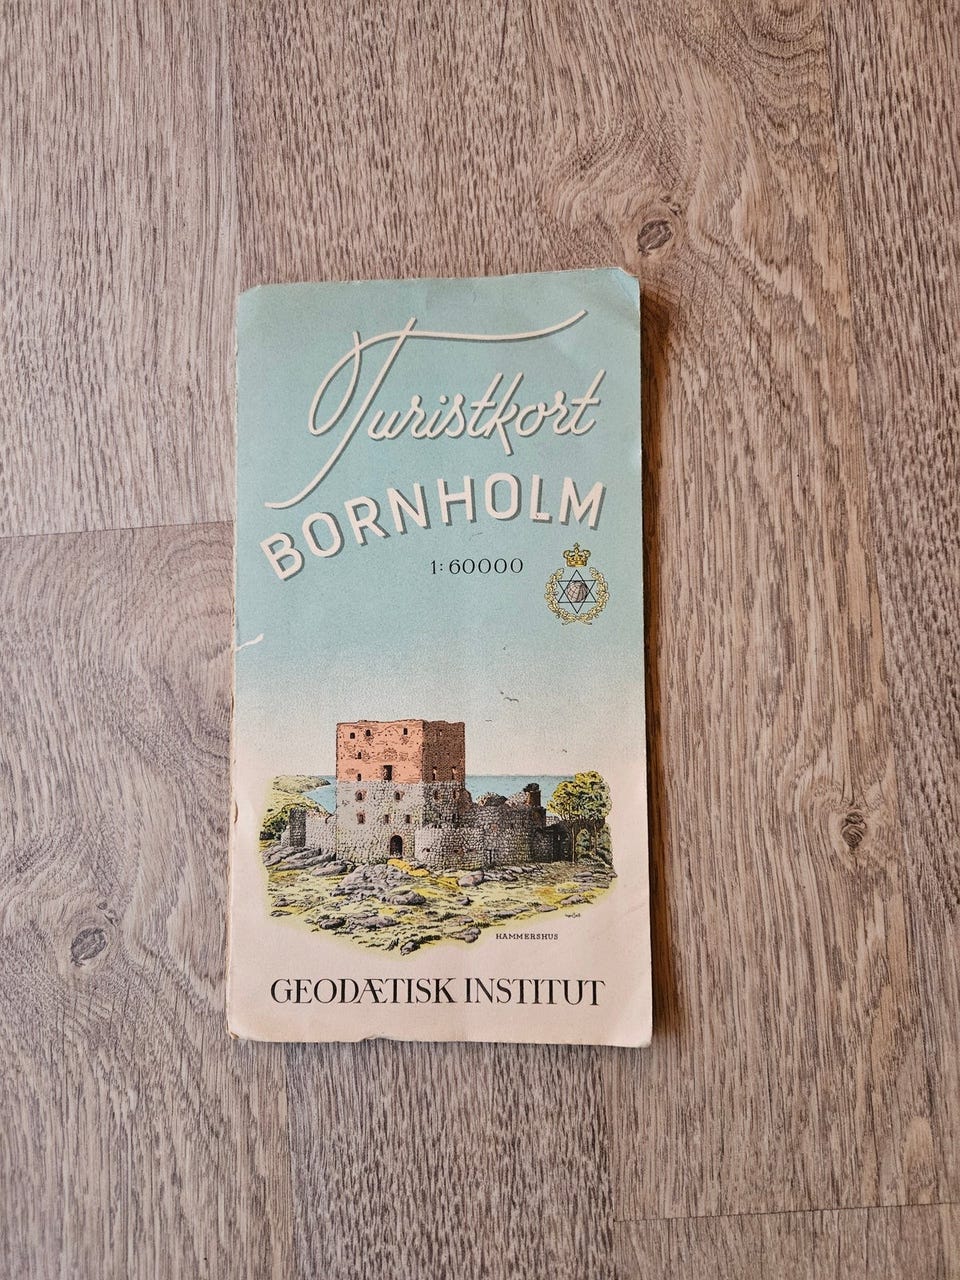 Turistkort
BORNHOLM
1:60000
HAMMERSHUS
GEODÆTISK INSTITUT